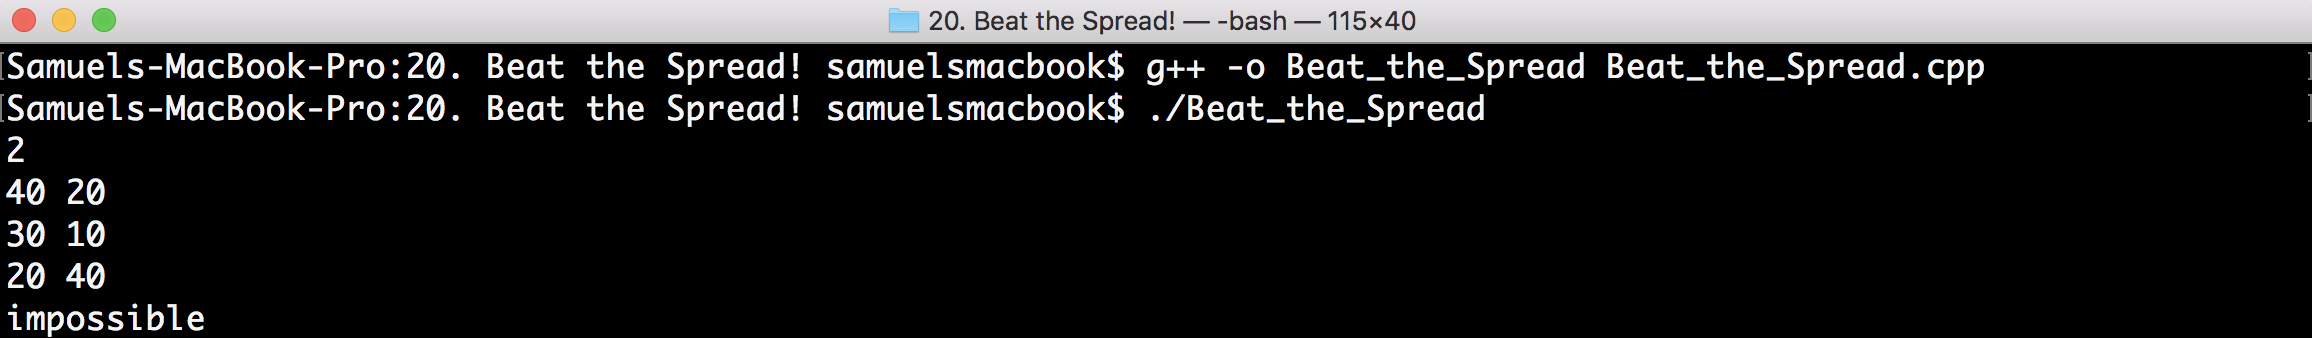 20. Beat the Spread! — -bash — 115×40
Samuels-MacBook-Pro:20. Beat the Spread! samuelsmacbook$ g++ -o Beat_the_Spread Beat_the_Spread.cpp
Samuels-MacBook-Pro:20. Beat the Spread! samuelsmacbook$ ./Beat_the_Spread
2
40 20
30 10
20 40
impossible